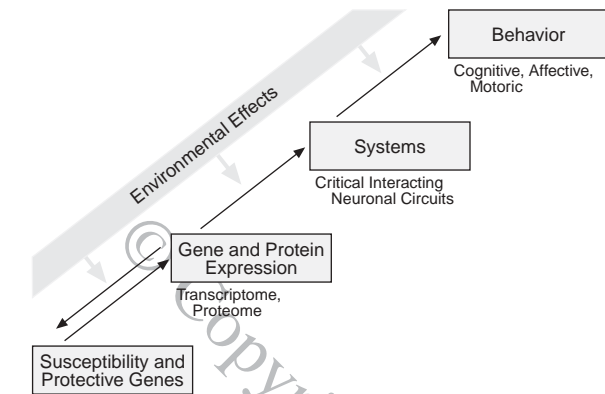 Behavior
Cognitive, Affective,
Motoric
Environmental Effects
Systems
Critical Interacting
Neuronal Circuits
Gene and Protein
Expression
Transcriptome,
Proteome
Susceptibility and
Protective Genes